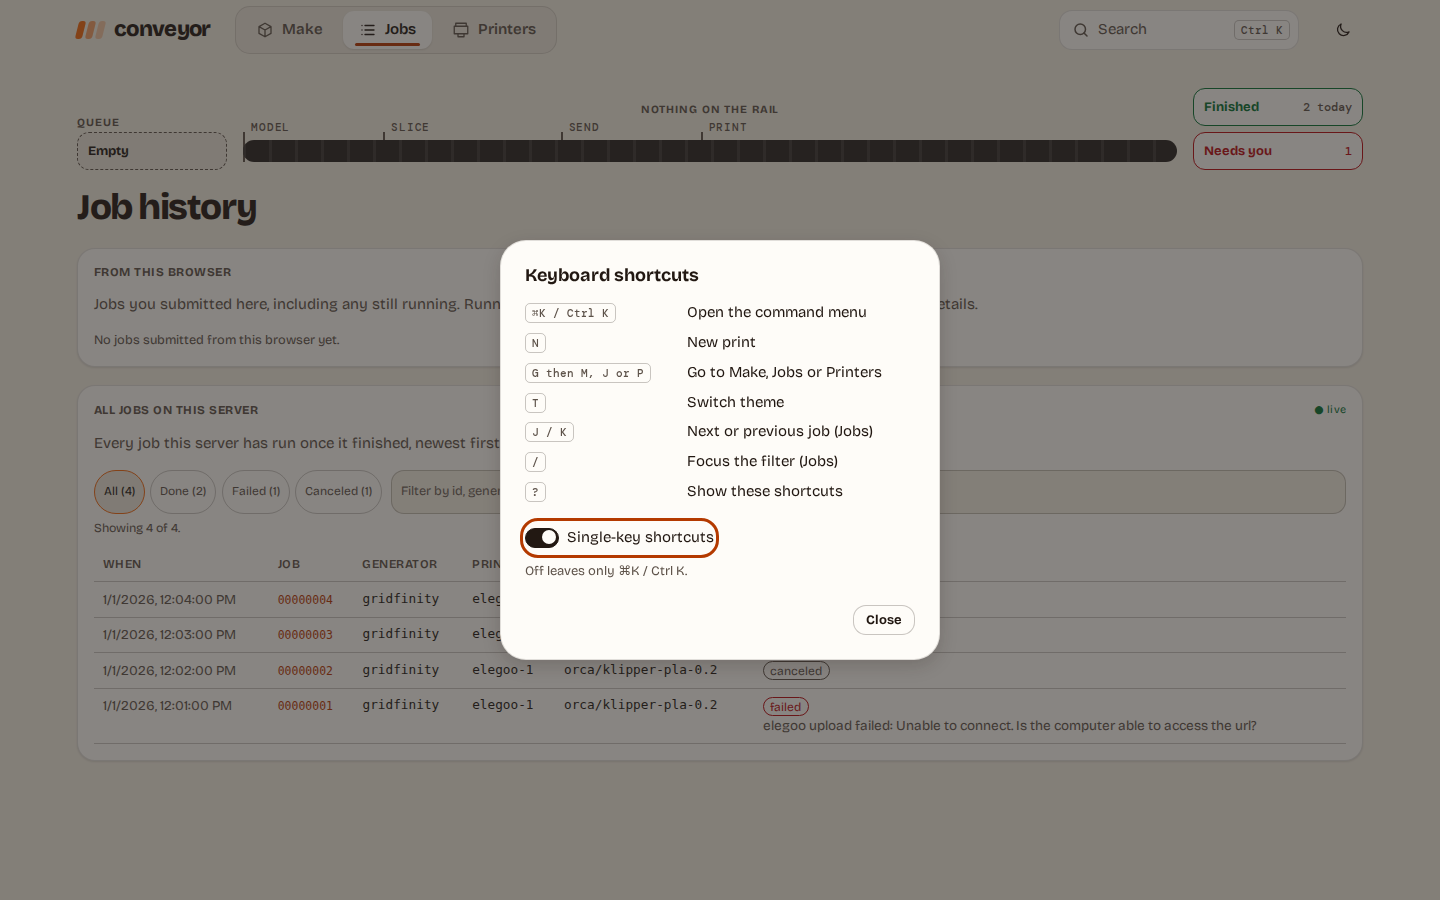 conveyor
Make
Jobs
Printers
Search
Ctrl K
QUEUE
Empty
NOTHING ON THE RAIL
MODEL
SLICE
SEND
PRINT
Finished 2 today
Needs you 1
Job history
FROM THIS BROWSER
Jobs you submitted here, including any still running. Runn
etails.
No jobs submitted from this browser yet.
ALL JOBS ON THIS SERVER
live
Every job this server has run once it finished, newest first
All (4)
Done (2)
Failed (1)
Canceled (1)
Filter by id, gener
Showing 4 of 4.
WHEN JOB GENERATOR PRIN
1/1/2026, 12:04:00 PM 00000004 gridfinity eleg
1/1/2026, 12:03:00 PM 00000003 gridfinity eleg
1/1/2026, 12:02:00 PM 00000002 gridfinity elegoo-1 orca/klipper-pla-0.2 canceled
1/1/2026, 12:01:00 PM 00000001 gridfinity elegoo-1 orca/klipper-pla-0.2 failed
elegoo upload failed: Unable to connect. Is the computer able to access the url?
Keyboard shortcuts
⌘K / Ctrl K Open the command menu
N New print
G then M, J or P Go to Make, Jobs or Printers
T Switch theme
J / K Next or previous job (Jobs)
/ Focus the filter (Jobs)
? Show these shortcuts
Single-key shortcuts
Off leaves only ⌘K / Ctrl K.
Close